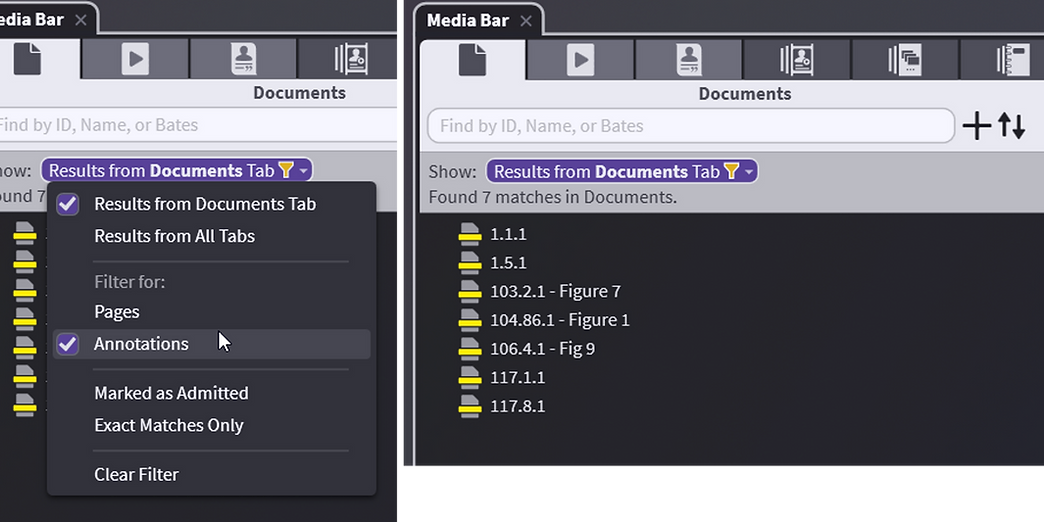 edia Bar
Documents
Find by ID, Name, or Bates
ow:
Results from Documents Tab
und 7
Results from Documents Tab
Results from All Tabs
Filter for:
Pages
Annotations
Marked as Admitted
Exact Matches Only
Clear Filter
Media Bar
Documents
Find by ID, Name, or Bates
Show: Results from Documents Tab
Found 7 matches in Documents.
1.1.1
1.5.1
103.2.1 - Figure 7
104.86.1 - Figure 1
106.4.1 - Fig 9
117.1.1
117.8.1